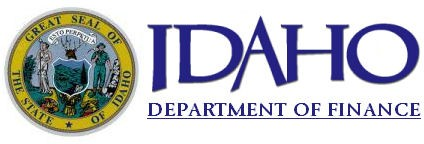 GREAT SEAL OF
THE STATE OF IDAHO
ESTO PERPETUA
IDAHO
DEPARTMENT OF FINANCE